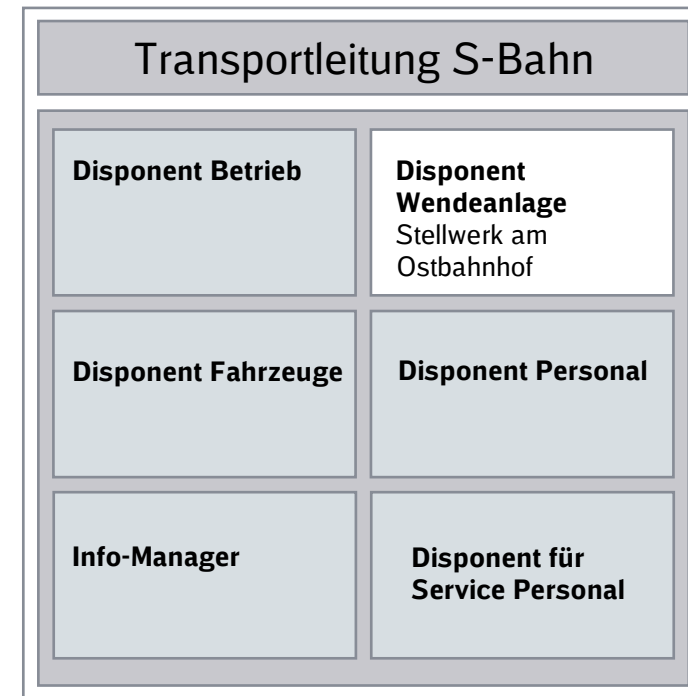 Transportleitung S-Bahn
Disponent Betrieb
Disponent
Wendeanlage
Stellwerk am
Ostbahnhof
Disponent Fahrzeuge
Disponent Personal
Info-Manager
Disponent für
Service Personal